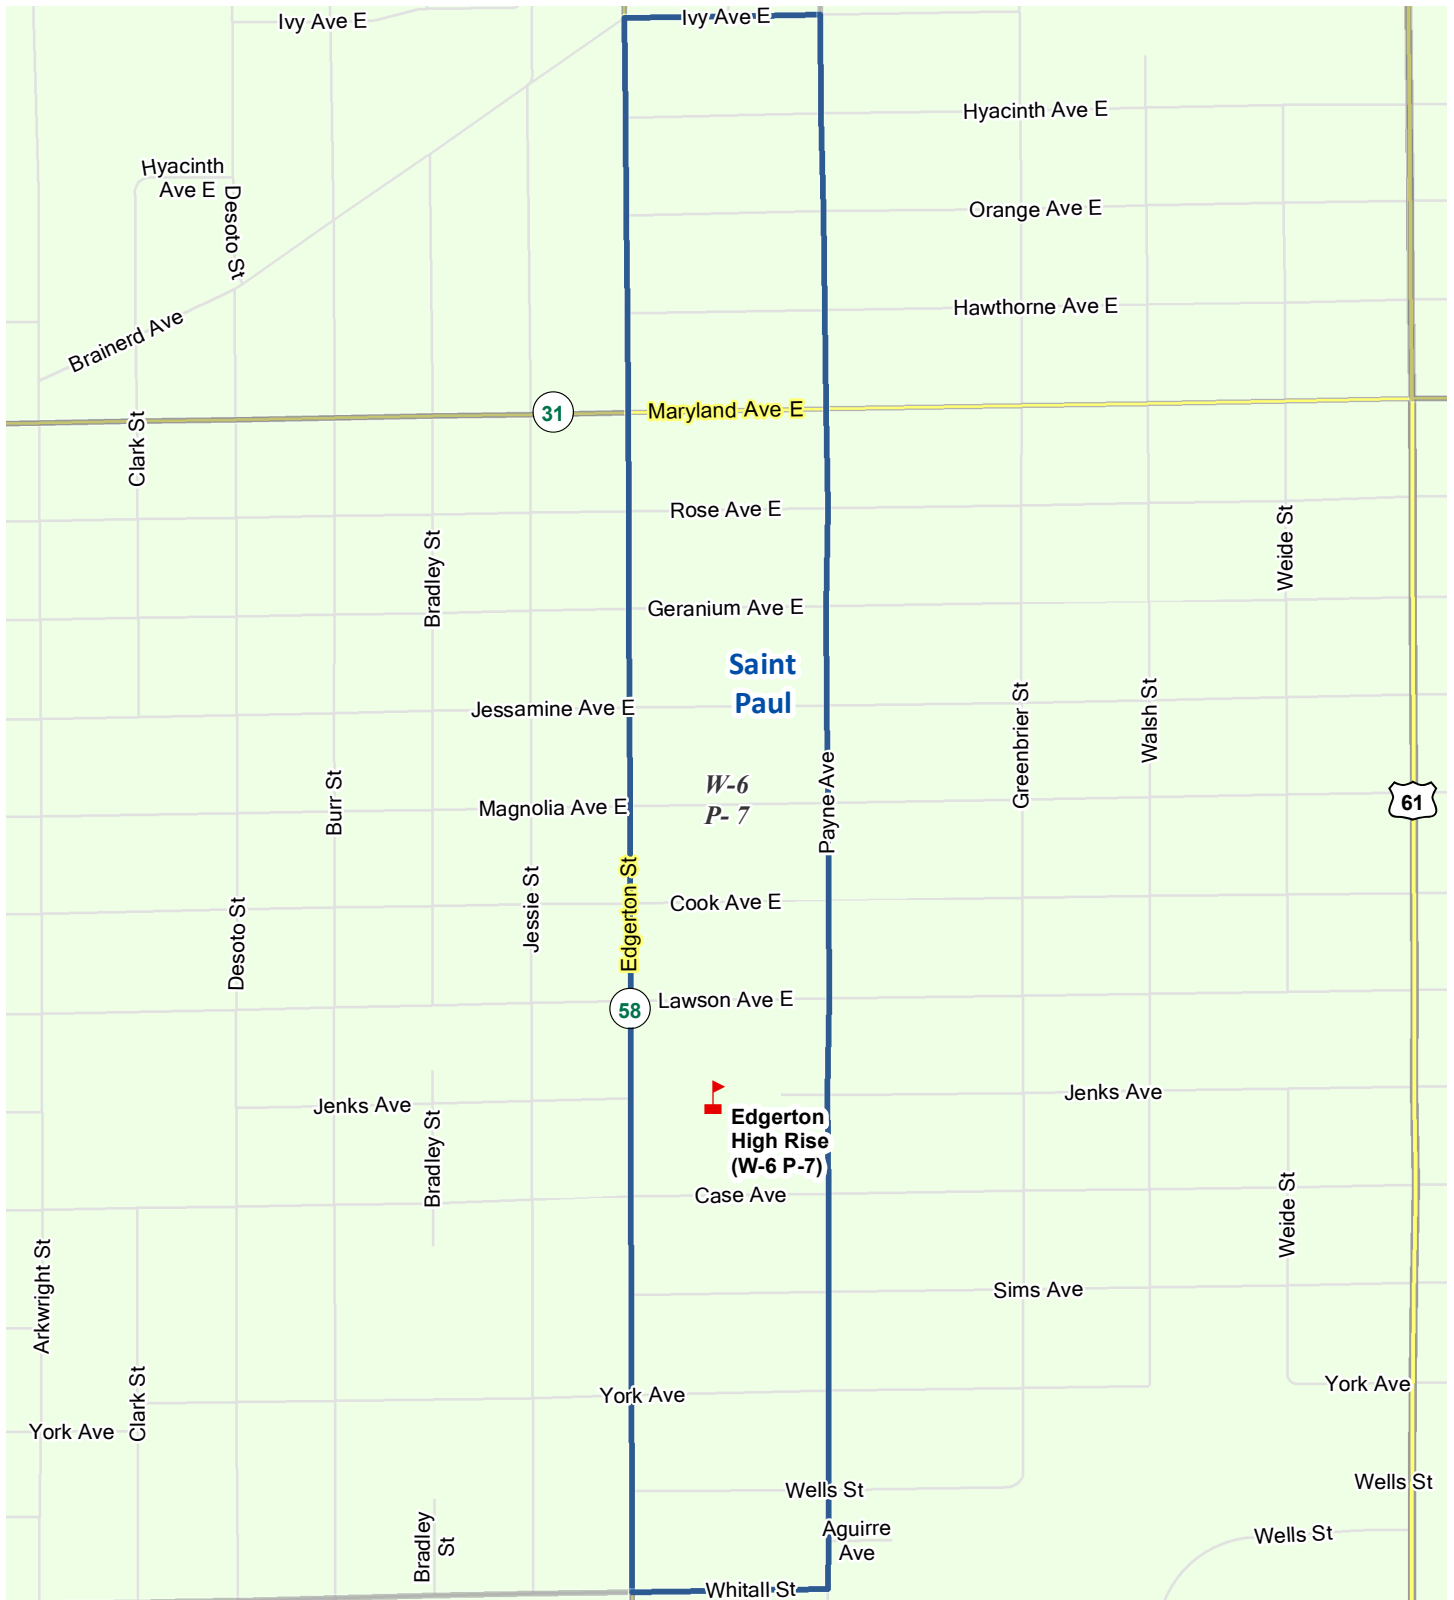 Ivy Ave E
Ivy Ave E
Hyacinth Ave E
Hyacinth
Ave E
Desoto St
Orange Ave E
Hawthorne Ave E
Brainerd Ave
31
Maryland Ave E
Clark St
Rose Ave E
Weide St
Bradley St
Geranium Ave E
Saint
Paul
Jessamine Ave E
Greenbrier St
Walsh St
Burr St
W-6
P- 7
Magnolia Ave E
Payne Ave
61
Edgerton St
Jessie St
Desoto St
Cook Ave E
Lawson Ave E
58
Jenks Ave
Jenks Ave
Bradley St
Edgerton
High Rise
(W-6 P-7)
Case Ave
Weide St
Arkwright St
Sims Ave
Clark St
York Ave
York Ave
York Ave
Wells St
Wells St
Aguirre
Ave
Wells St
Bradley
St
Whitall St